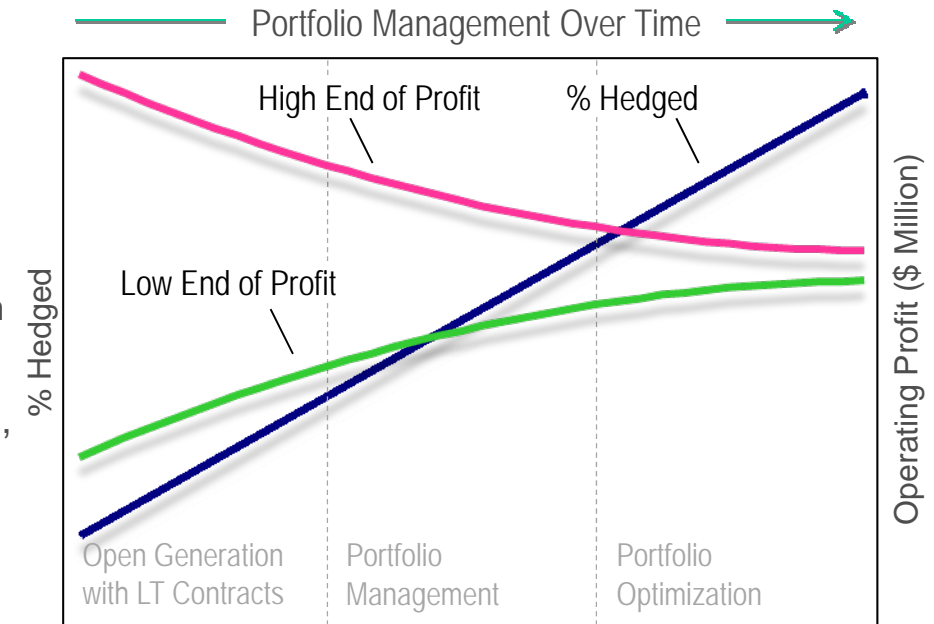 Portfolio Management Over Time
High End of Profit
% Hedged
Low End of Profit
% Hedged
Operating Profit ($ Million)
Open Generation
with LT Contracts
Portfolio
Management
Portfolio
Optimization